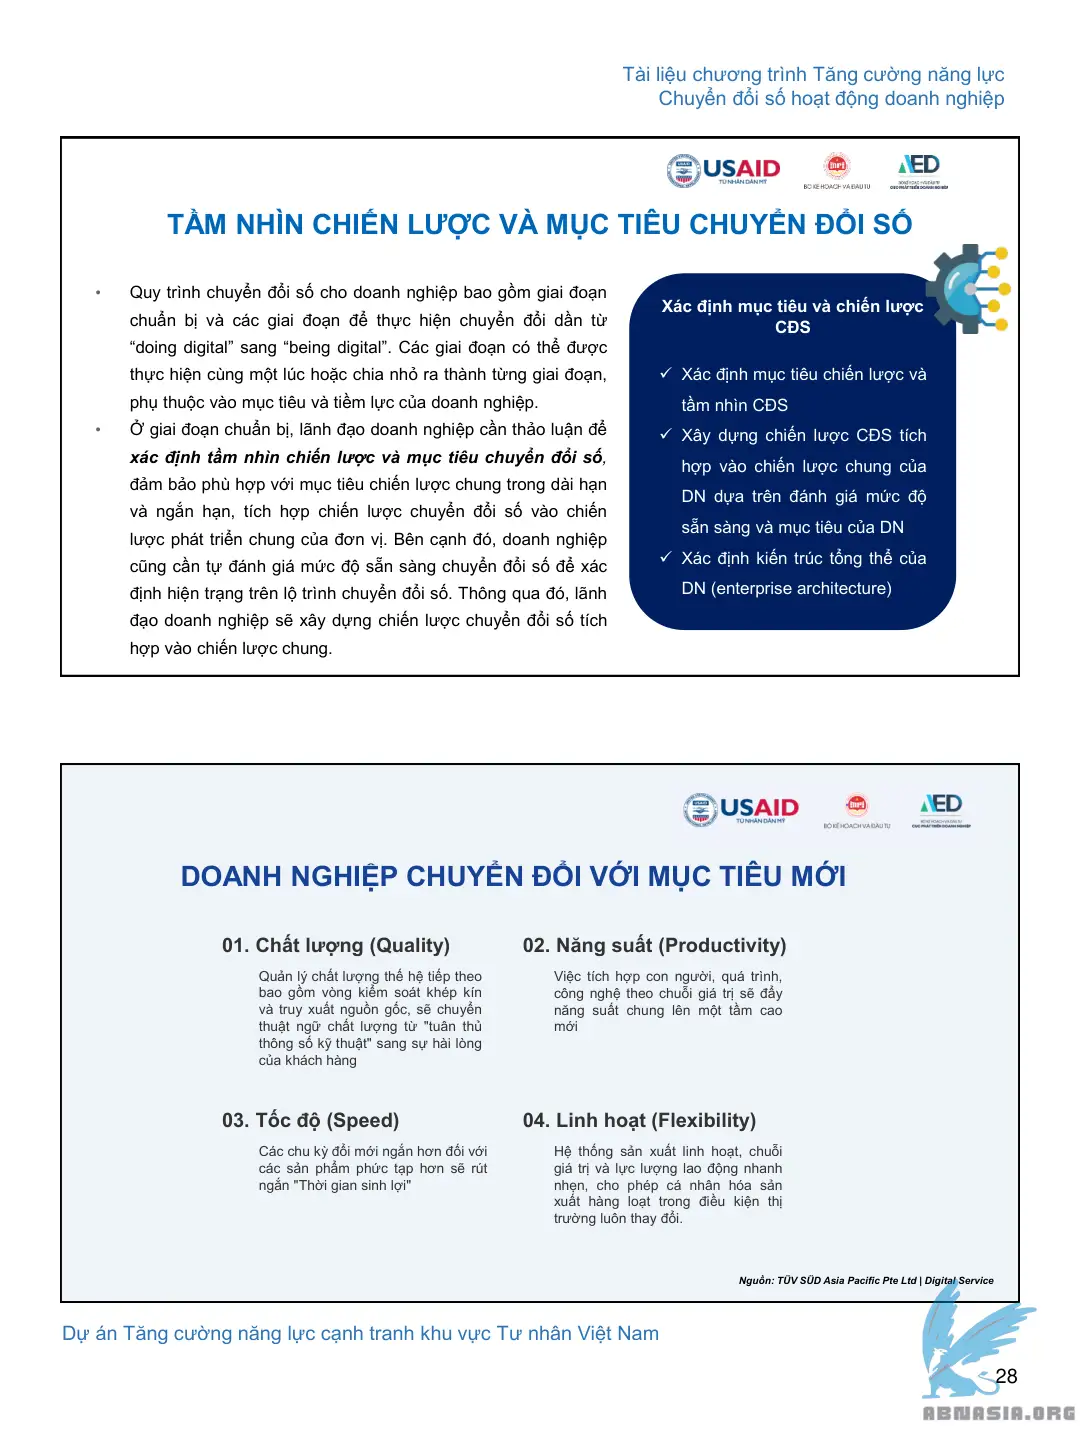 Tài liệu chương trình Tăng cường năng lực
Chuyển đổi số hoạt động doanh nghiệp
USAID
TỪ NHÂN DÂN MỸ
BỘ KẾ HOẠCH VÀ ĐẦU TƯ
AED
CỤC PHÁT TRIỂN DOANH NGHIỆP
TẦM NHÌN CHIẾN LƯỢC VÀ MỤC TIÊU CHUYỂN ĐỔI SỐ
• Quy trình chuyển đổi số cho doanh nghiệp bao gồm giai đoạn
chuẩn bị và các giai đoạn để thực hiện chuyển đổi dần từ
“doing digital” sang “being digital”. Các giai đoạn có thể được
thực hiện cùng một lúc hoặc chia nhỏ ra thành từng giai đoạn,
phụ thuộc vào mục tiêu và tiềm lực của doanh nghiệp.
• Ở giai đoạn chuẩn bị, lãnh đạo doanh nghiệp cần thảo luận để
xác định tầm nhìn chiến lược và mục tiêu chuyển đổi số,
đảm bảo phù hợp với mục tiêu chiến lược chung trong dài hạn
và ngắn hạn, tích hợp chiến lược chuyển đổi số vào chiến
lược phát triển chung của đơn vị. Bên cạnh đó, doanh nghiệp
cũng cần tự đánh giá mức độ sẵn sàng chuyển đổi số để xác
định hiện trạng trên lộ trình chuyển đổi số. Thông qua đó, lãnh
đạo doanh nghiệp sẽ xây dựng chiến lược chuyển đổi số tích
hợp vào chiến lược chung.
Xác định mục tiêu và chiến lược
CĐS
✓ Xác định mục tiêu chiến lược và
tầm nhìn CĐS
✓ Xây dựng chiến lược CĐS tích
hợp vào chiến lược chung của
DN dựa trên đánh giá mức độ
sẵn sàng và mục tiêu của DN
✓ Xác định kiến trúc tổng thể của
DN (enterprise architecture)
USAID
TỪ NHÂN DÂN MỸ
BỘ KẾ HOẠCH VÀ ĐẦU TƯ
AED
CỤC PHÁT TRIỂN DOANH NGHIỆP
DOANH NGHIỆP CHUYỂN ĐỔI VỚI MỤC TIÊU MỚI
01. Chất lượng (Quality)
Quản lý chất lượng thế hệ tiếp theo
bao gồm vòng kiểm soát khép kín
và truy xuất nguồn gốc, sẽ chuyển
thuật ngữ chất lượng từ "tuân thủ
thông số kỹ thuật" sang sự hài lòng
của khách hàng
02. Năng suất (Productivity)
Việc tích hợp con người, quá trình,
công nghệ theo chuỗi giá trị sẽ đẩy
năng suất chung lên một tầm cao
mới
03. Tốc độ (Speed)
Các chu kỳ đổi mới ngắn hơn đối với
các sản phẩm phức tạp hơn sẽ rút
ngắn "Thời gian sinh lợi"
04. Linh hoạt (Flexibility)
Hệ thống sản xuất linh hoạt, chuỗi
giá trị và lực lượng lao động nhanh
nhẹn, cho phép cá nhân hóa sản
xuất hàng loạt trong điều kiện thị
trường luôn thay đổi.
Nguồn: TÜV SÜD Asia Pacific Pte Ltd | Digital Service
Dự án Tăng cường năng lực cạnh tranh khu vực Tư nhân Việt Nam
28
ABNASIA.ORG